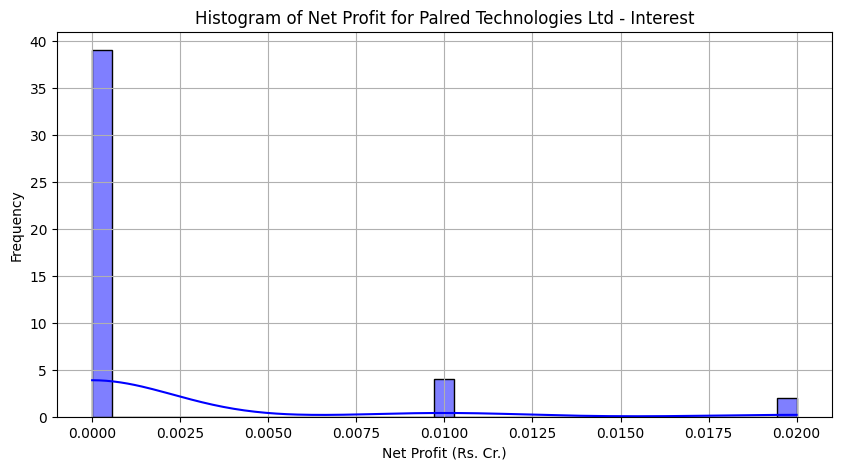 Histogram of Net Profit for Palred Technologies Ltd - Interest
40
35
30
25
20
15
10
5
0
Frequency
0.0000 0.0025 0.0050 0.0075 0.0100 0.0125 0.0150 0.0175 0.0200
Net Profit (Rs. Cr.)